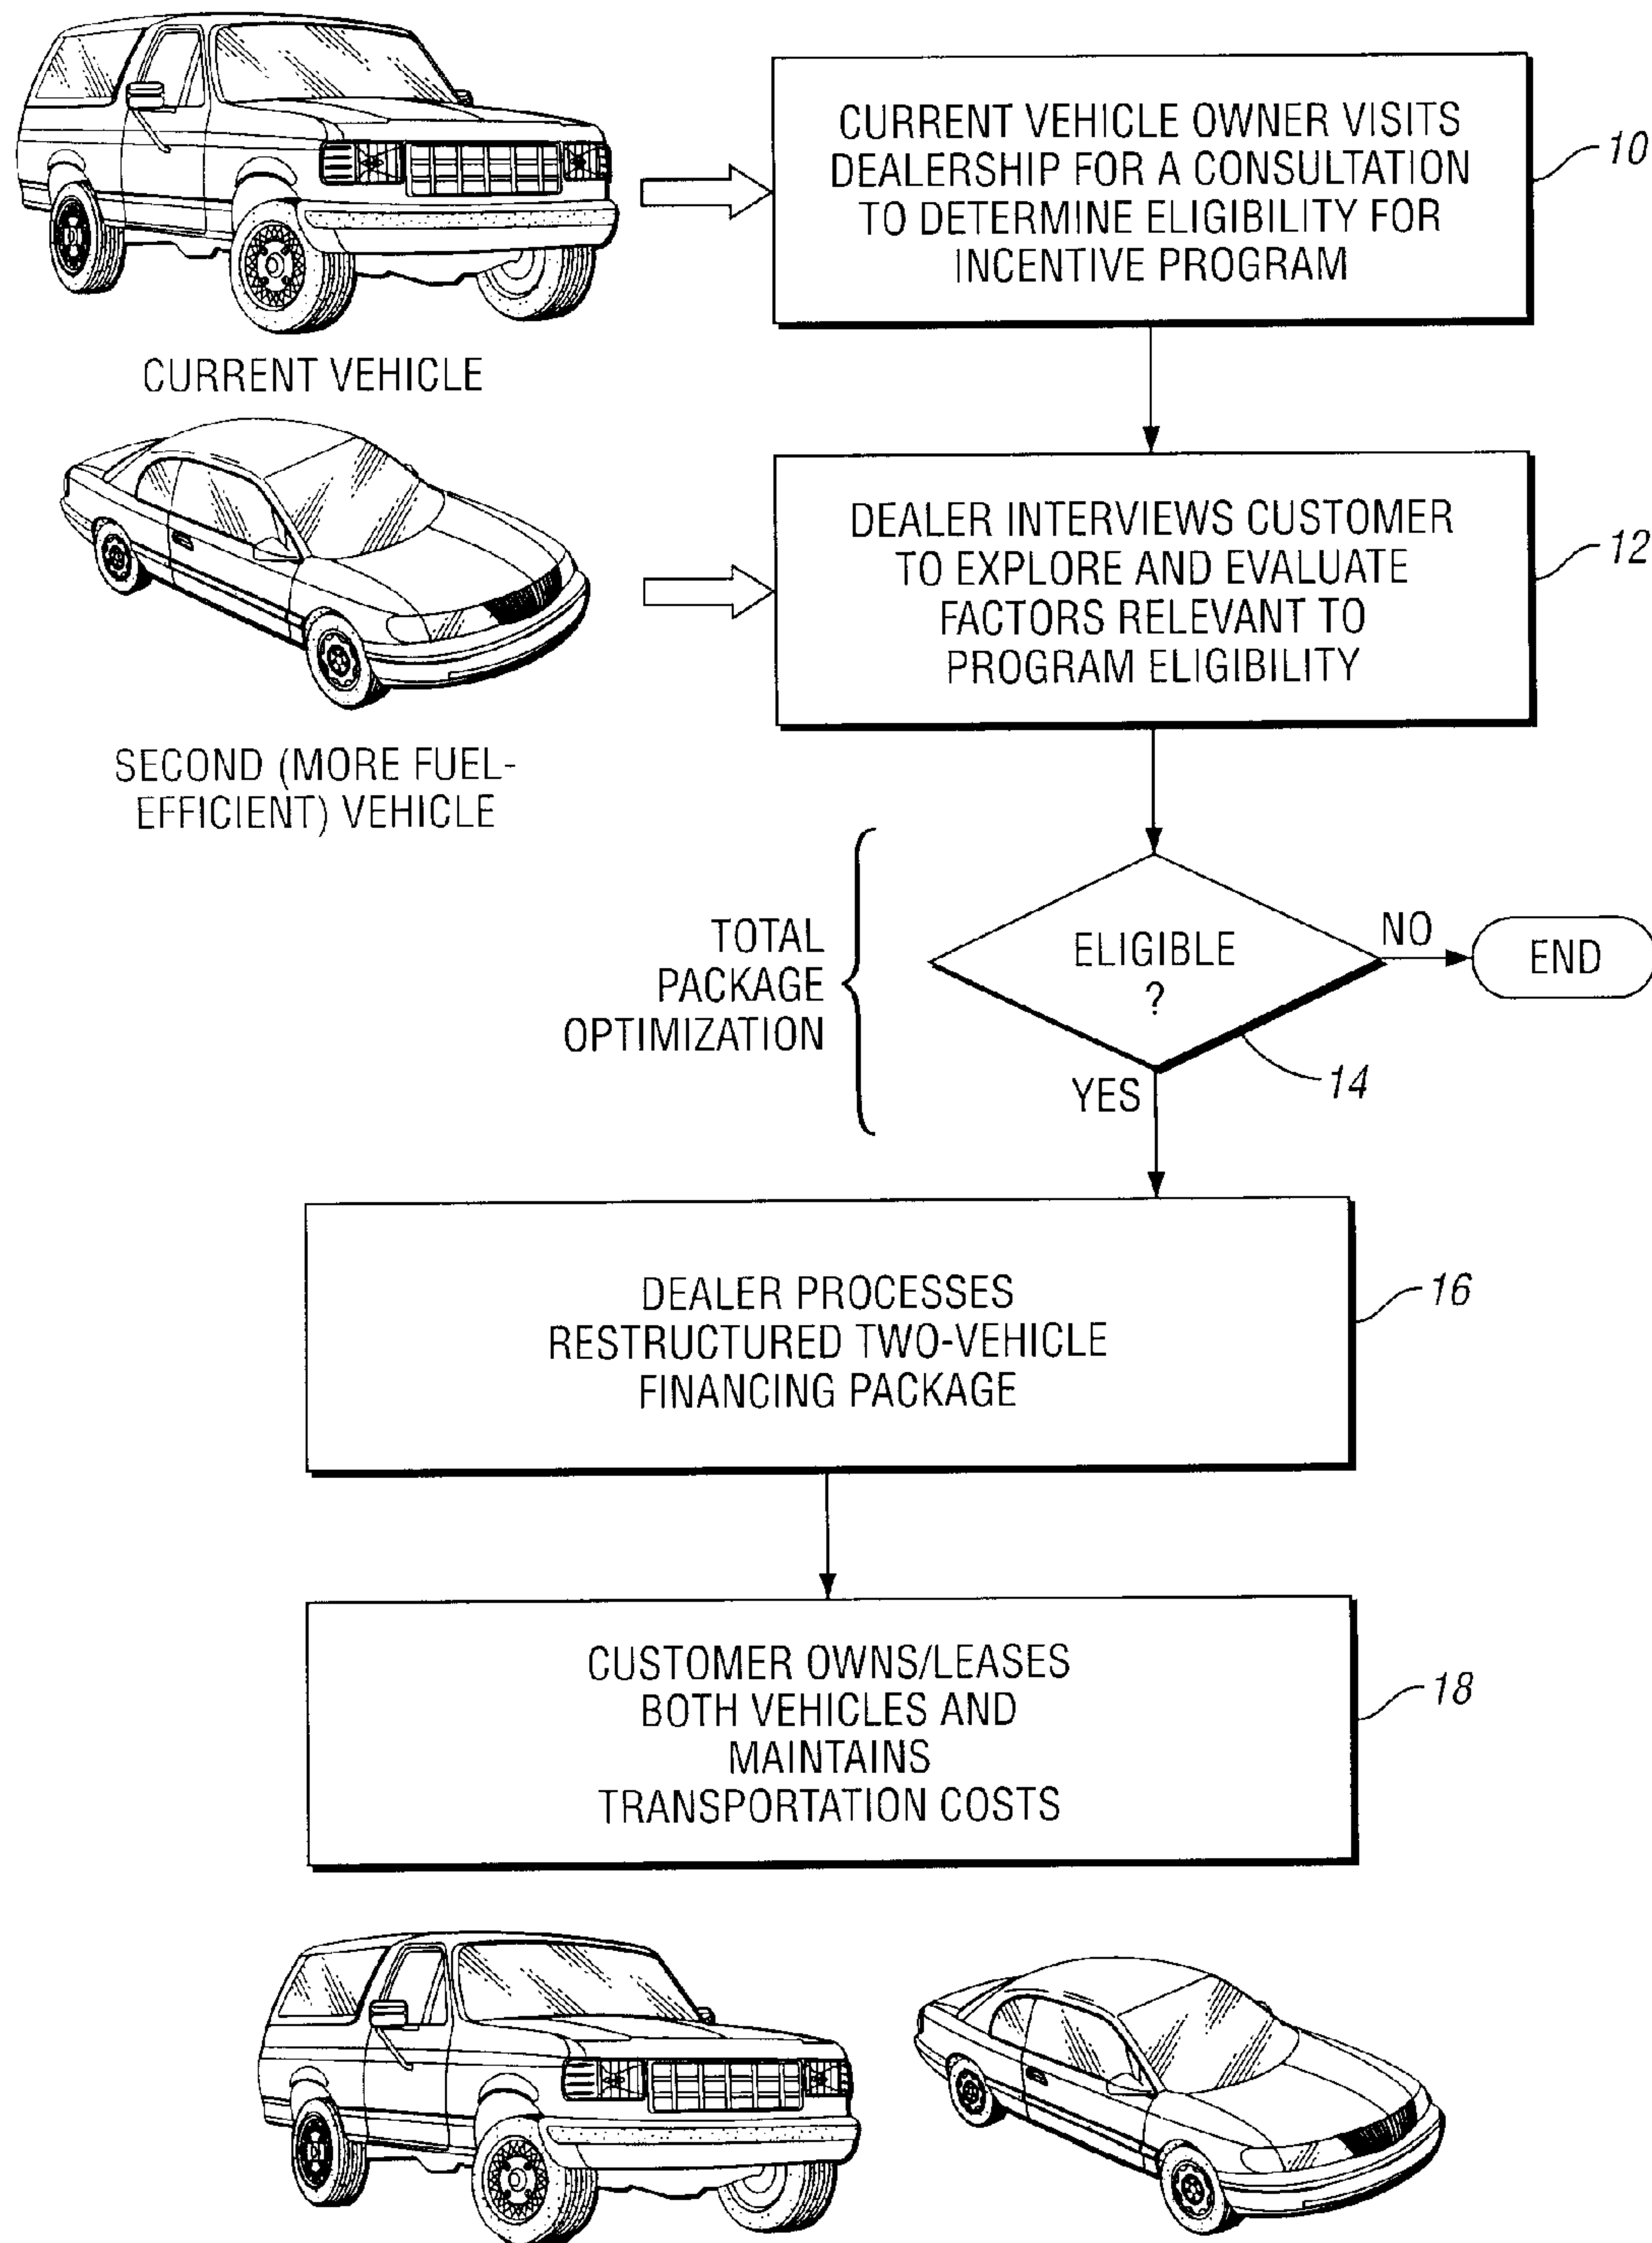 CURRENT VEHICLE OWNER VISITS
DEALERSHIP FOR A CONSULTATION
TO DETERMINE ELIGIBILITY FOR
INCENTIVE PROGRAM
10
CURRENT VEHICLE
DEALER INTERVIEWS CUSTOMER
TO EXPLORE AND EVALUATE
FACTORS RELEVANT TO
PROGRAM ELIGIBILITY
12
SECOND (MORE FUEL-
EFFICIENT) VEHICLE
TOTAL
PACKAGE
OPTIMIZATION
ELIGIBLE
?
NO
END
14
YES
DEALER PROCESSES
RESTRUCTURED TWO-VEHICLE
FINANCING PACKAGE
16
CUSTOMER OWNS/LEASES
BOTH VEHICLES AND
MAINTAINS
TRANSPORTATION COSTS
18